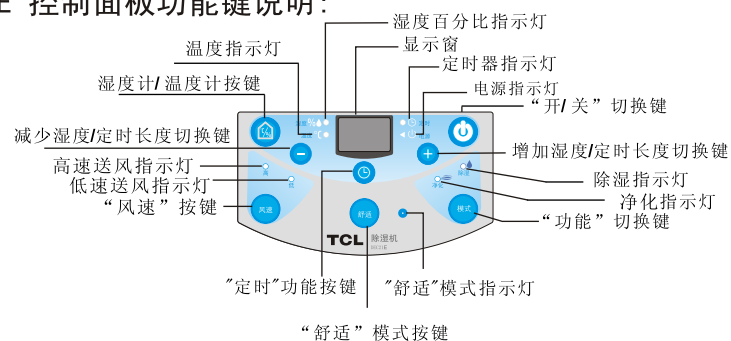 控制面板功能键说明：
湿度百分比指示灯
温度指示灯
显示窗
定时器指示灯
湿度计/温度计按键
电源指示灯
“开/关”切换键
减少湿度/定时长度切换键
增加湿度/定时长度切换键
高速送风指示灯
低速送风指示灯
除湿指示灯
净化指示灯
“风速”按键
“功能”切换键
%
℃
高
低
除湿
净化
风速
舒适
模式
TCL 除湿机
"定时"功能按键
"舒适"模式指示灯
“舒适”模式按键